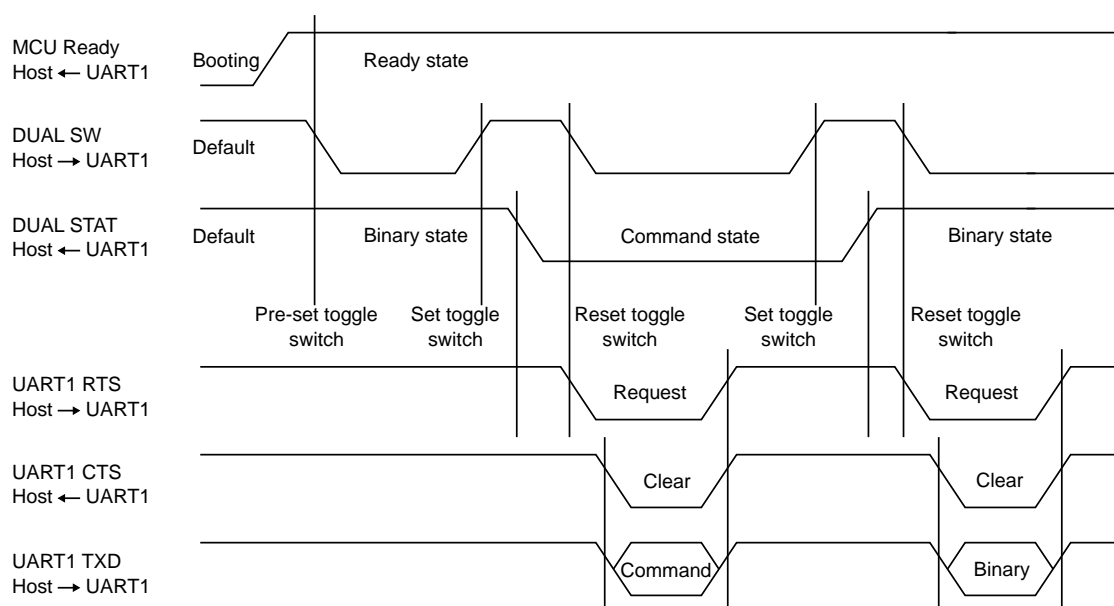 MCU Ready
Host ← UART1
Booting
Ready state
DUAL SW
Host → UART1
Default
DUAL STAT
Host ← UART1
Default
Binary state
Command state
Binary state
Pre-set toggle
switch
Set toggle
switch
Reset toggle
switch
Set toggle
switch
Reset toggle
switch
UART1 RTS
Host → UART1
Request
Request
UART1 CTS
Host ← UART1
Clear
Clear
UART1 TXD
Host → UART1
Command
Binary